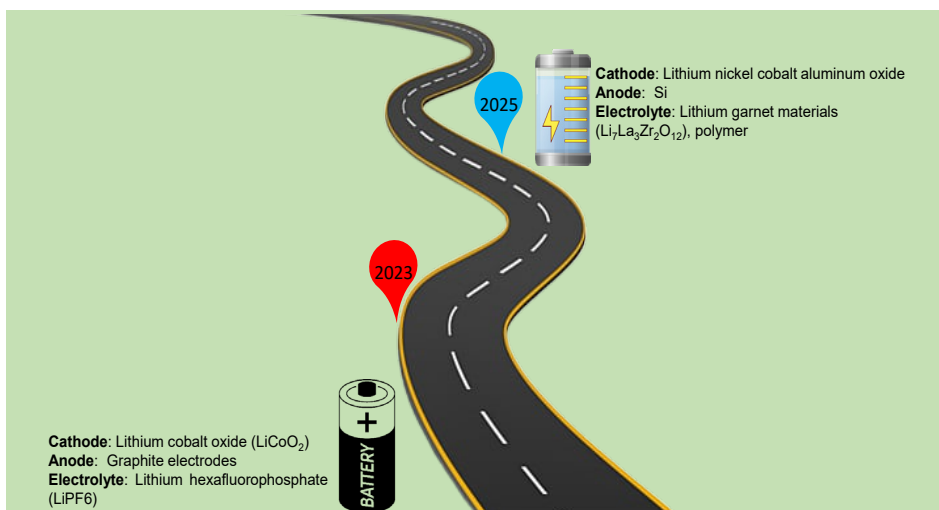 2025
Cathode: Lithium nickel cobalt aluminum oxide
Anode: Si
Electrolyte: Lithium garnet materials
(Li₇La₃Zr₂O₁₂), polymer
2023
BATTERY
Cathode: Lithium cobalt oxide (LiCoO₂)
Anode: Graphite electrodes
Electrolyte: Lithium hexafluorophosphate
(LiPF6)